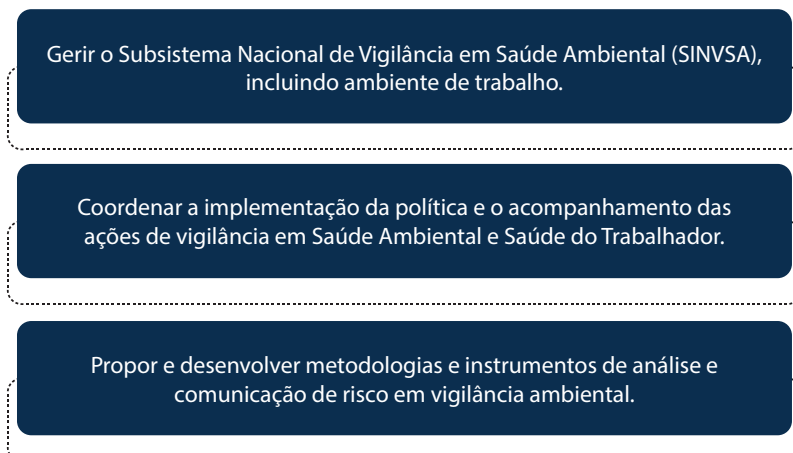 Gerir o Subsistema Nacional de Vigilância em Saúde Ambiental (SINVSA),
incluindo ambiente de trabalho.
Coordenar a implementação da política e o acompanhamento das
ações de vigilância em Saúde Ambiental e Saúde do Trabalhador.
Propor e desenvolver metodologias e instrumentos de análise e
comunicação de risco em vigilância ambiental.